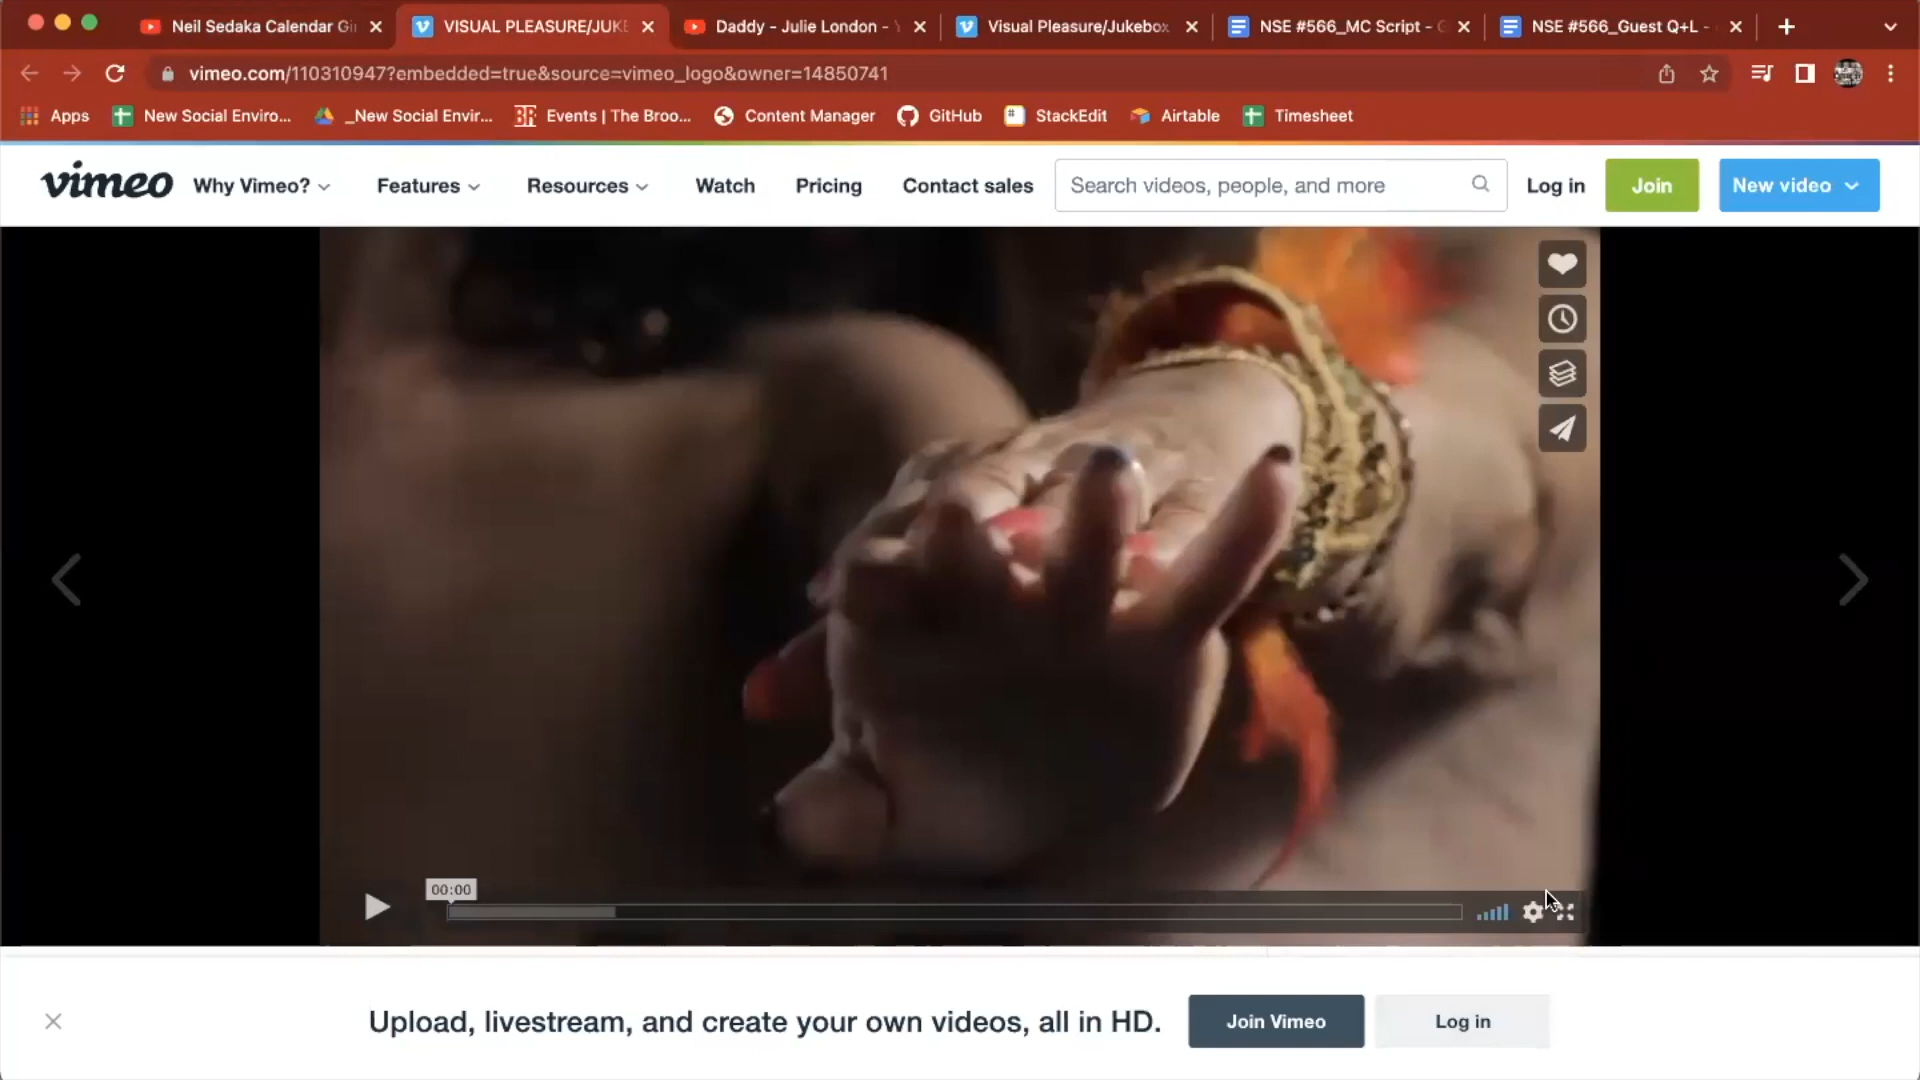 Neil Sedaka Calendar Gi
VISUAL PLEASURE/JUKE
Daddy - Julie London -
Visual Pleasure/Jukebox
NSE #566_MC Script -
NSE #566_Guest Q+L -
vimeo.com/110310947?embedded=true&source=vimeo_logo&owner=14850741
Apps
New Social Enviro...
_New Social Envir...
Events | The Broo...
Content Manager
GitHub
StackEdit
Airtable
Timesheet
vimeo
Why Vimeo?
Features
Resources
Watch
Pricing
Contact sales
Search videos, people, and more
Log in
Join
New video
00:00
Upload, livestream, and create your own videos, all in HD.
Join Vimeo
Log in